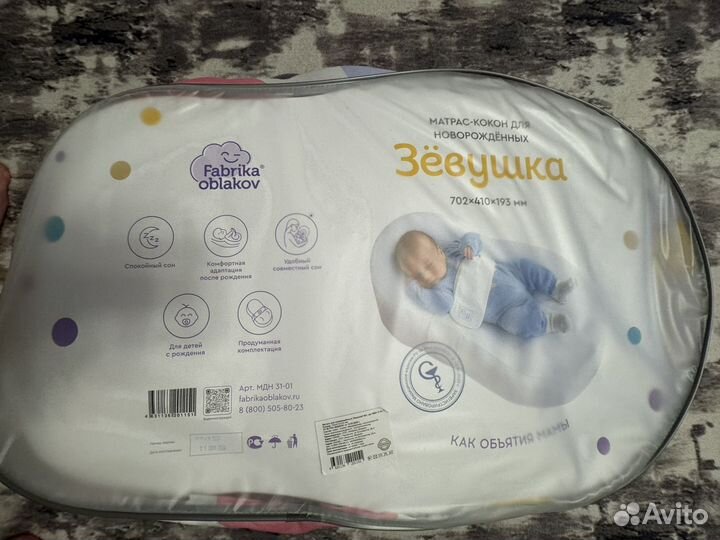 Fabrika®
oblakov
МАТРАС-КОКОН ДЛЯ
НОВОРОЖДЁННЫХ
Зёвушка
702×410×193 мм
Спокойный сон
Комфортная
адаптация
после рождения
Удобный
совместный сон
Для детей
с рождения
Продуманная
комплектация
Арт. МДН 31-01
fabrikaoblakov.ru
8 (800) 505-80-23
КАК ОБЪЯТИЯ МАМЫ
Avito